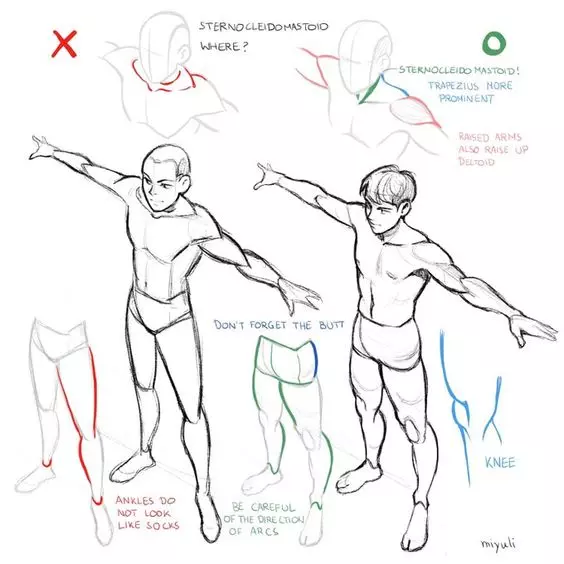 STERNOCLEIDOMASTOID
WHERE?
STERNOCLEIDO MASTOID!
TRAPEZIUS MORE
PROMINENT
RAISED ARMS
ALSO RAISE UP
DELTOID
DON'T FORGET THE BUTT
KNEE
ANKLES DO
NOT LOOK
LIKE SOCKS
BE CAREFUL
OF THE DIRECTION
OF ARCS
miyuli